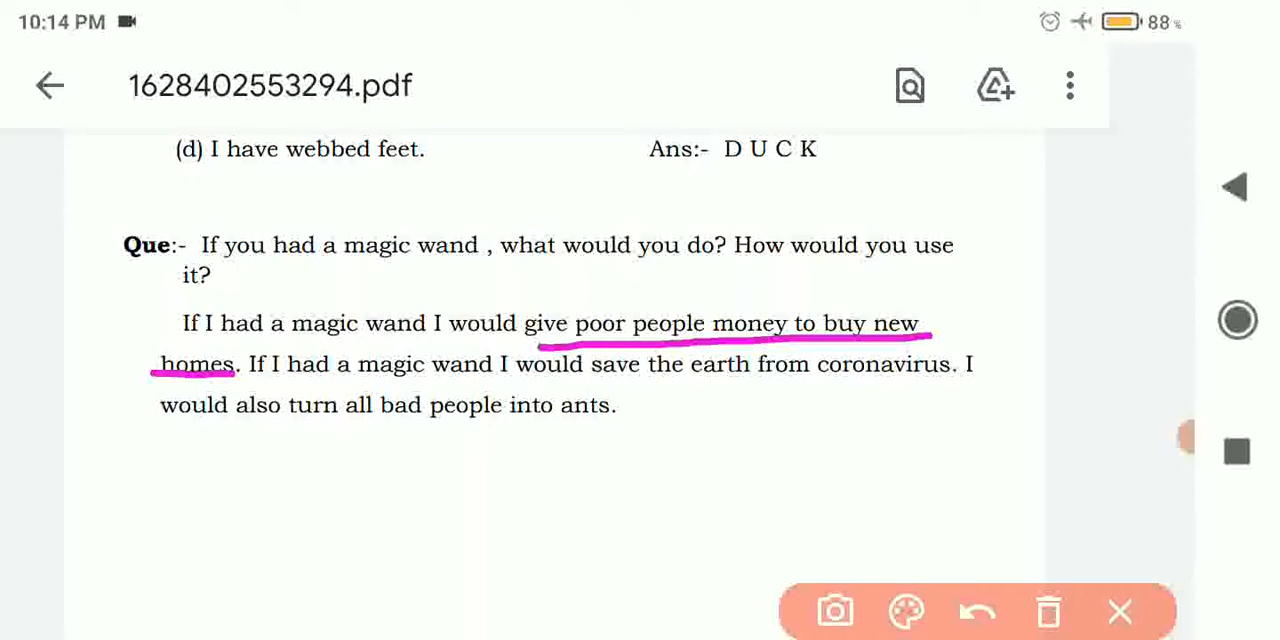 10:14 PM 88%
1628402553294.pdf
(d) I have webbed feet. Ans:- D U C K
Que:- If you had a magic wand , what would you do? How would you use
it?
If I had a magic wand I would give poor people money to buy new
homes. If I had a magic wand I would save the earth from coronavirus. I
would also turn all bad people into ants.